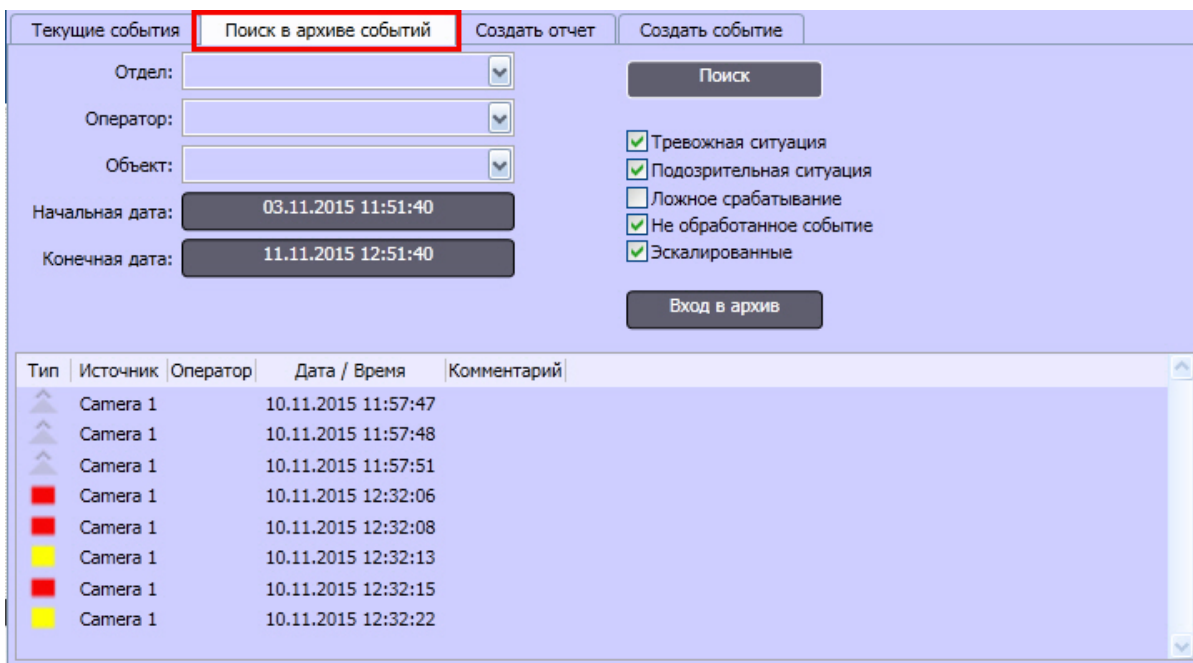 Текущие события Поиск в архиве событий Создать отчет Создать событие
Отдел:
Поиск
Оператор:
Тревожная ситуация
Объект:
Подозрительная ситуация
Ложное срабатывание
Начальная дата: 03.11.2015 11:51:40
Не обработанное событие
Конечная дата: 11.11.2015 12:51:40
Эскалированные
Вход в архив
Тип Источник Оператор Дата / Время Комментарий
Camera 1 10.11.2015 11:57:47
Camera 1 10.11.2015 11:57:48
Camera 1 10.11.2015 11:57:51
Camera 1 10.11.2015 12:32:06
Camera 1 10.11.2015 12:32:08
Camera 1 10.11.2015 12:32:13
Camera 1 10.11.2015 12:32:15
Camera 1 10.11.2015 12:32:22